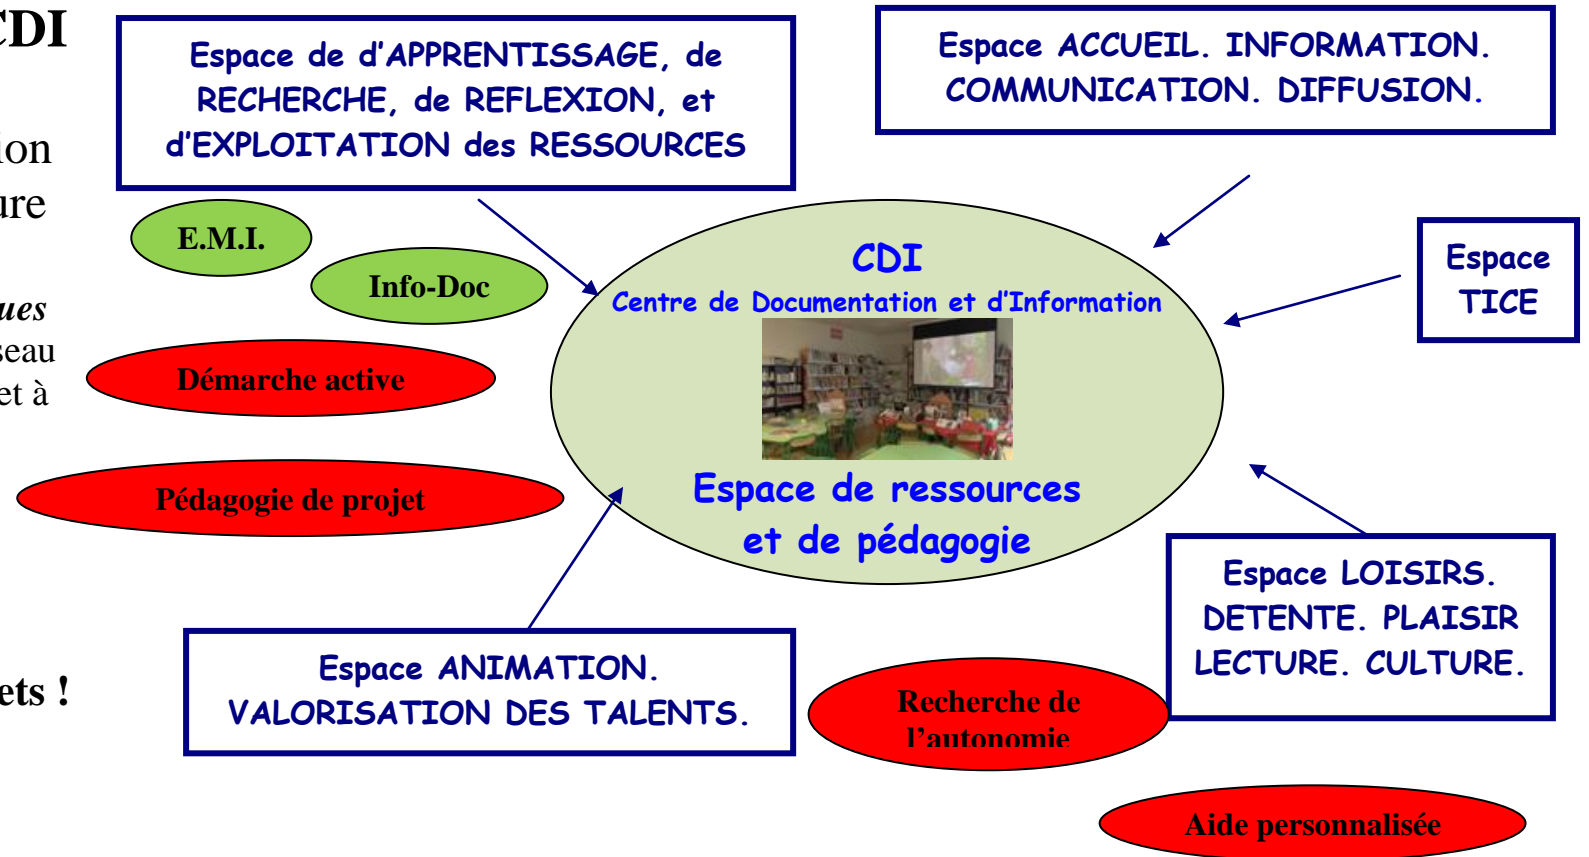 CDI
ion
ure
ues
seau
et à
ets !
Espace de d'APPRENTISSAGE, de
RECHERCHE, de REFLEXION, et
d'EXPLOITATION des RESSOURCES
Espace ACCUEIL. INFORMATION.
COMMUNICATION. DIFFUSION.
E.M.I.
Info-Doc
Démarche active
Pédagogie de projet
CDI
Centre de Documentation et d'Information
Espace de ressources
et de pédagogie
Espace
TICE
Espace LOISIRS.
DETENTE. PLAISIR
LECTURE. CULTURE.
Espace ANIMATION.
VALORISATION DES TALENTS.
Recherche de
l'autonomie
Aide personnalisée